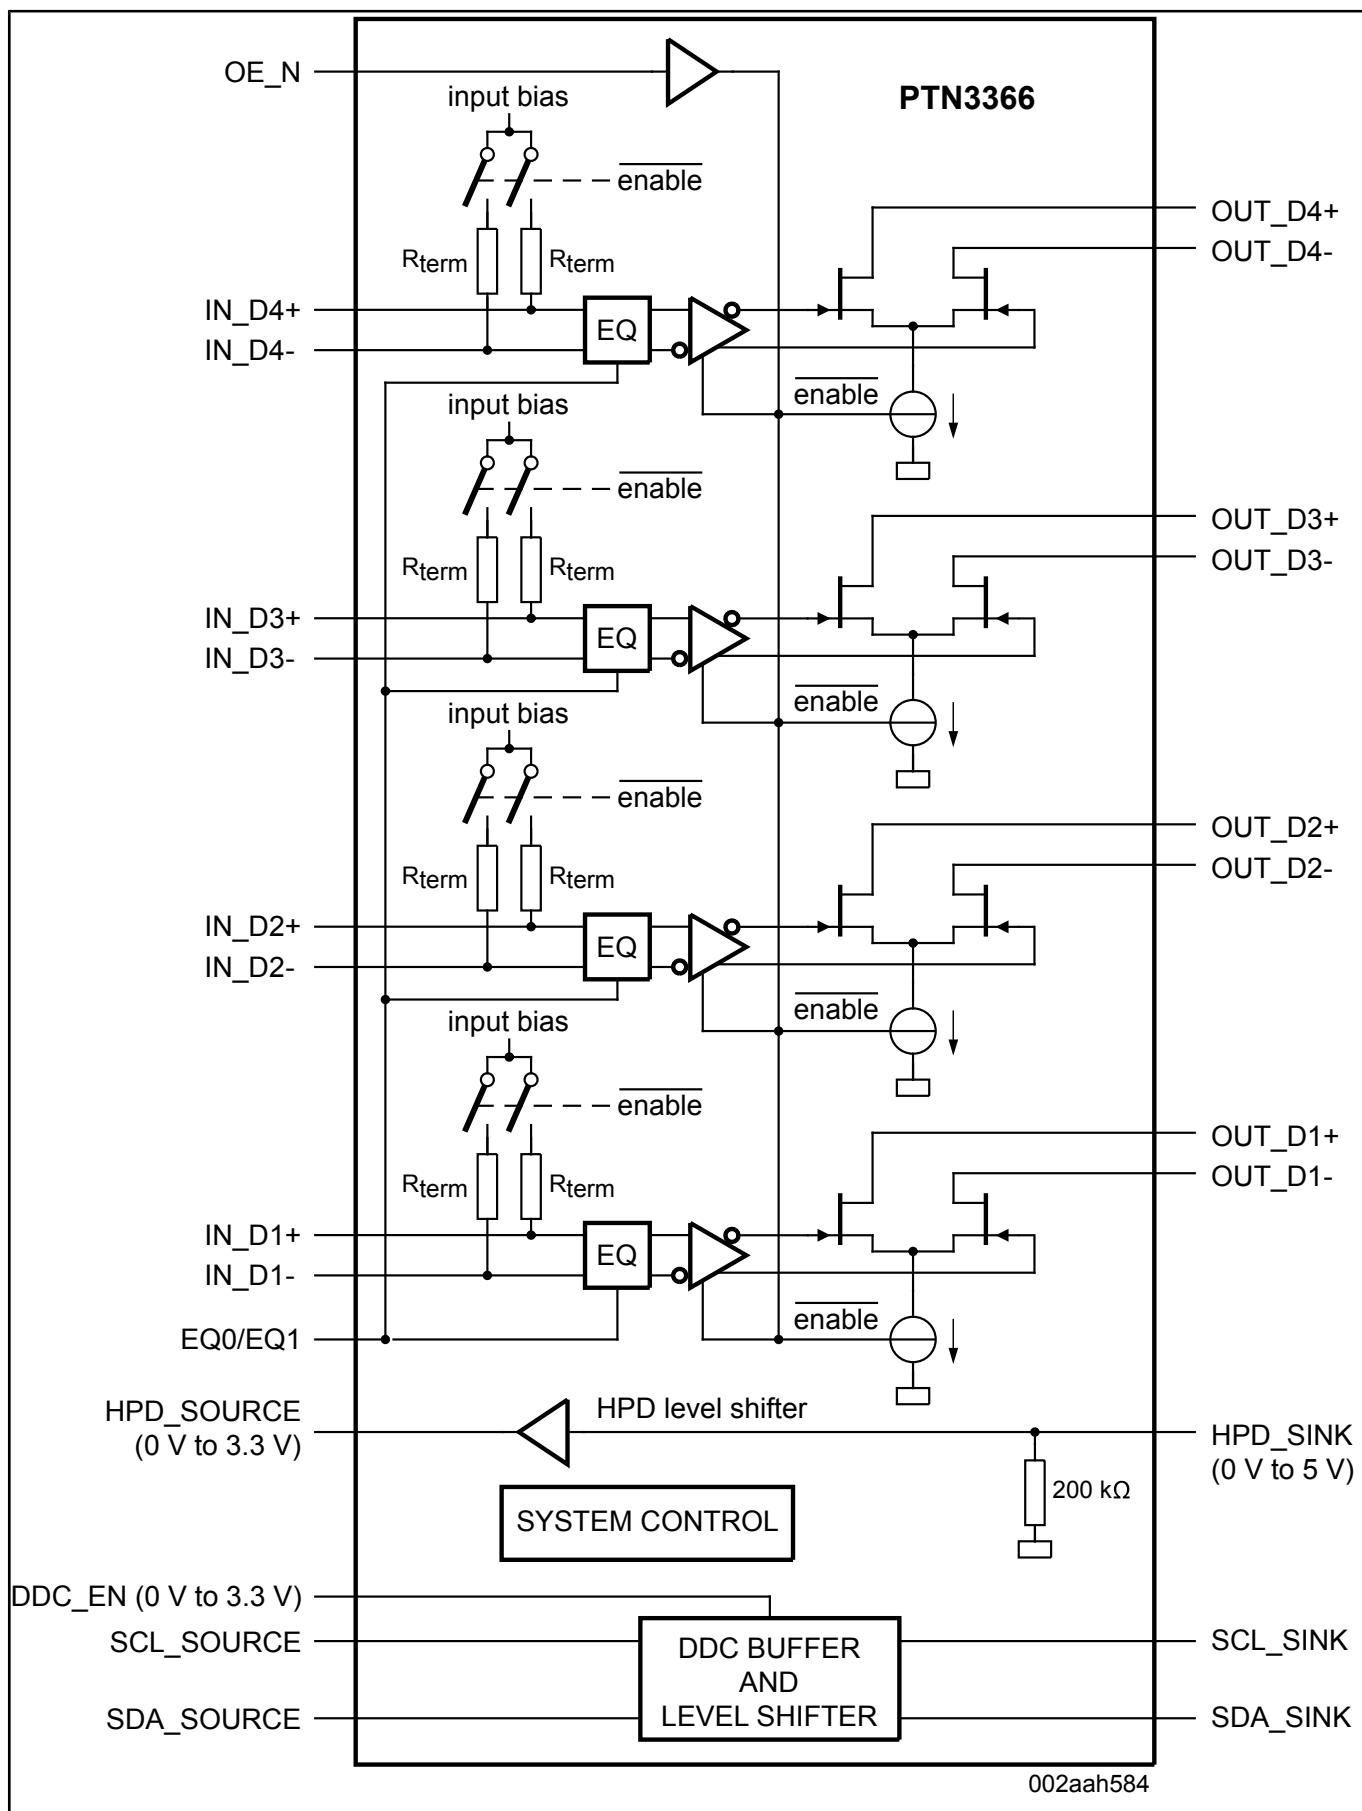 OE_N
PTN3366
input bias
enable
OUT_D4+
OUT_D4-
Rterm
Rterm
IN_D4+
IN_D4-
EQ
enable
input bias
enable
OUT_D3+
OUT_D3-
Rterm
Rterm
IN_D3+
IN_D3-
EQ
enable
input bias
enable
OUT_D2+
OUT_D2-
Rterm
Rterm
IN_D2+
IN_D2-
EQ
enable
input bias
enable
OUT_D1+
OUT_D1-
Rterm
Rterm
IN_D1+
IN_D1-
EQ
enable
EQ0/EQ1
HPD_SOURCE
(0 V to 3.3 V)
HPD level shifter
HPD_SINK
(0 V to 5 V)
200 kΩ
SYSTEM CONTROL
DDC_EN (0 V to 3.3 V)
SCL_SOURCE
SDA_SOURCE
DDC BUFFER
AND
LEVEL SHIFTER
SCL_SINK
SDA_SINK
002aah584